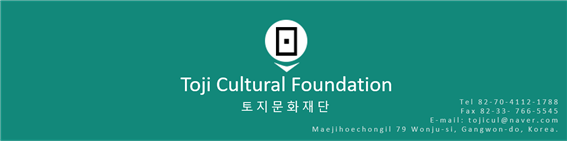 Toji Cultural Foundation
토지문화재단
Tel 82-70-4112-1788
Fax 82-33- 766-5545
E-mail: tojicul@naver.com
Maejihoechongil 79 Wonju-si, Gangwon-do, Korea.